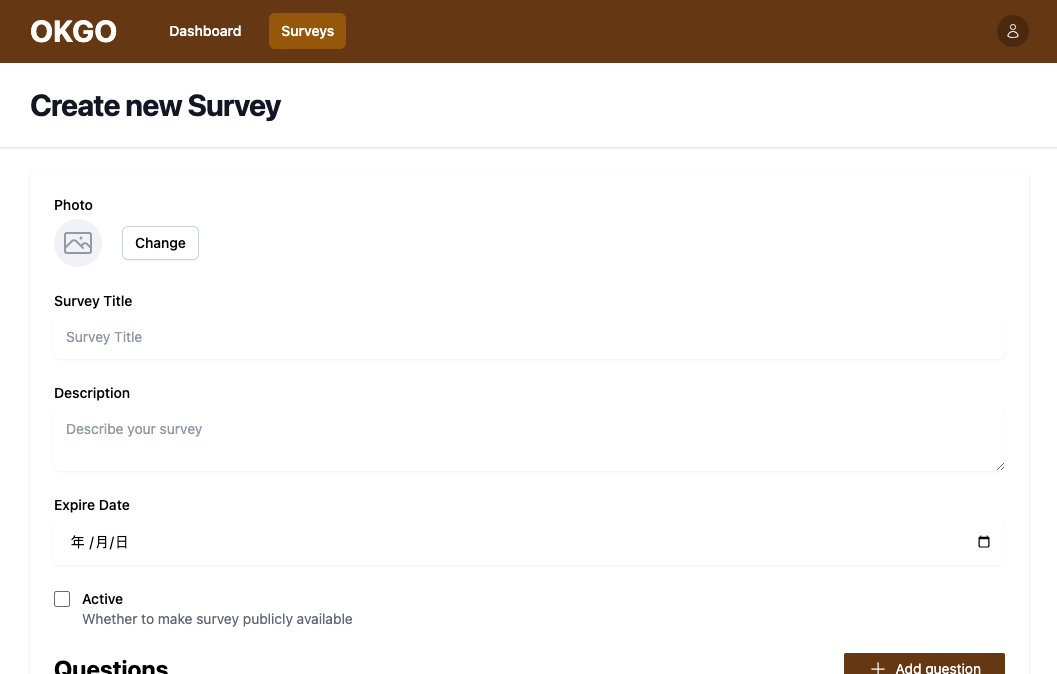 OKGO
Dashboard
Surveys
Create new Survey
Photo
Change
Survey Title
Survey Title
Description
Describe your survey
Expire Date
年 /月/日
Active
Whether to make survey publicly available
Questions
Add question